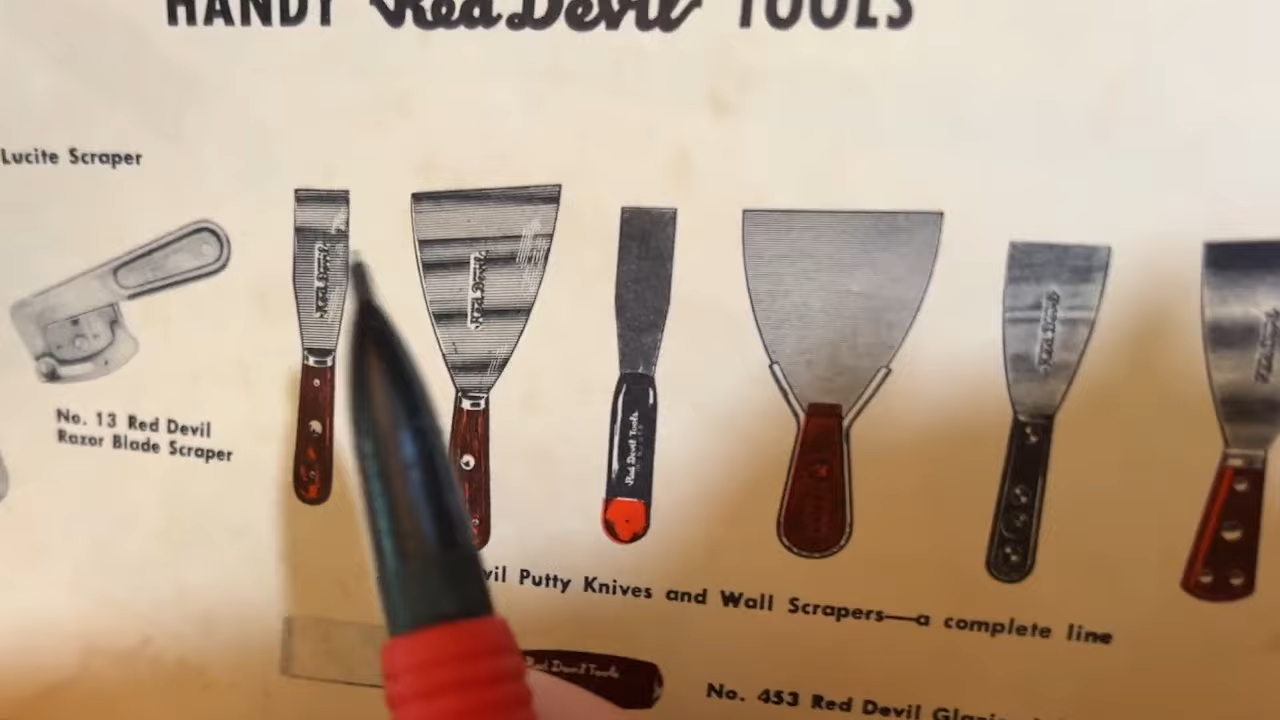 HANDY Red Devil TOOLS
Lucite Scraper
Red Devil
Red Devil
Red Devil Tools
Red Devil
No. 13 Red Devil
Razor Blade Scraper
vil Putty Knives and Wall Scrapers—a complete line
Red Devil Tools
No. 453 Red Devil